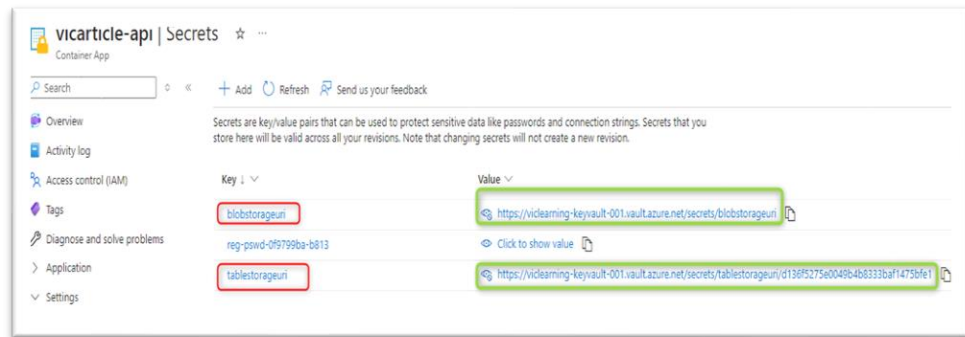 vicarticle-api | Secrets
Container App
Search
Overview
Activity log
Access control (IAM)
Tags
Diagnose and solve problems
Application
Settings
Add Refresh Send us your feedback
Secrets are key/value pairs that can be used to protect sensitive data like passwords and connection strings. Secrets that you
store here will be valid across all your revisions. Note that changing secrets will not create a new revision.
Key ↓ Value
blobstorageuri https://viclearning-keyvault-001.vault.azure.net/secrets/blobstorageuri
reg-pswd-0f9799ba-b813 Click to show value
tablestorageuri https://viclearning-keyvault-001.vault.azure.net/secrets/tablestorageuri/d136f5275e0049b4b8333baf1475bfe1